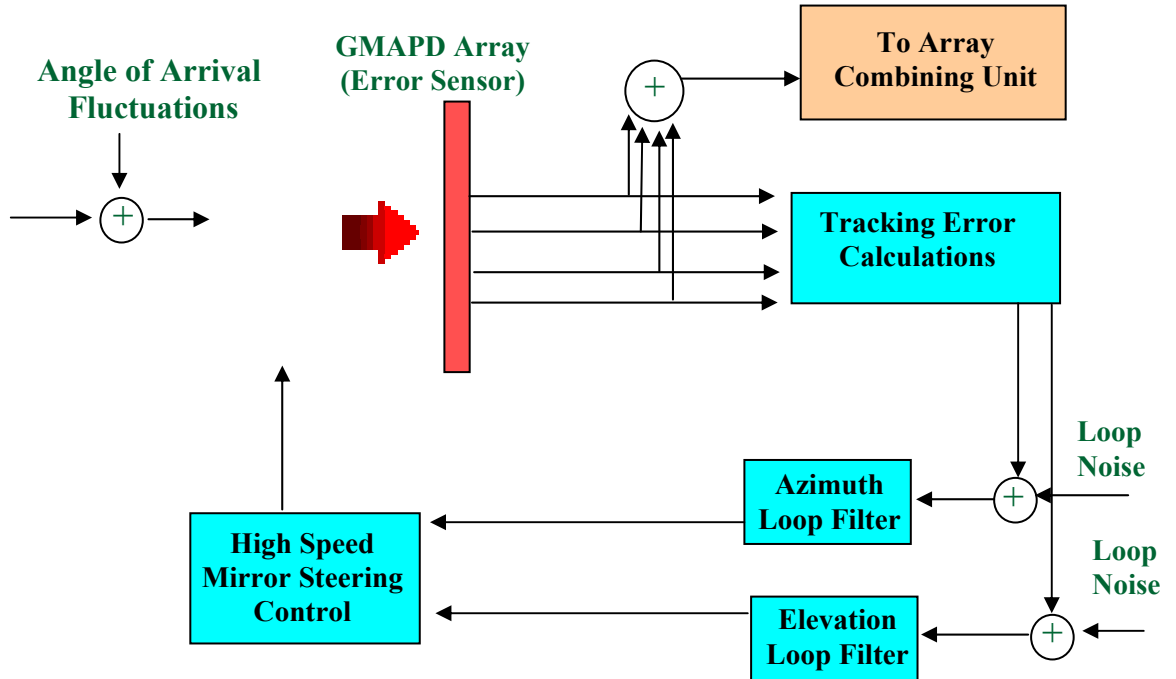 Angle of Arrival
Fluctuations
+
GMAPD Array
(Error Sensor)
+
To Array
Combining Unit
Tracking Error
Calculations
Loop
Noise
+
Azimuth
Loop Filter
High Speed
Mirror Steering
Control
Loop
Noise
+
Elevation
Loop Filter